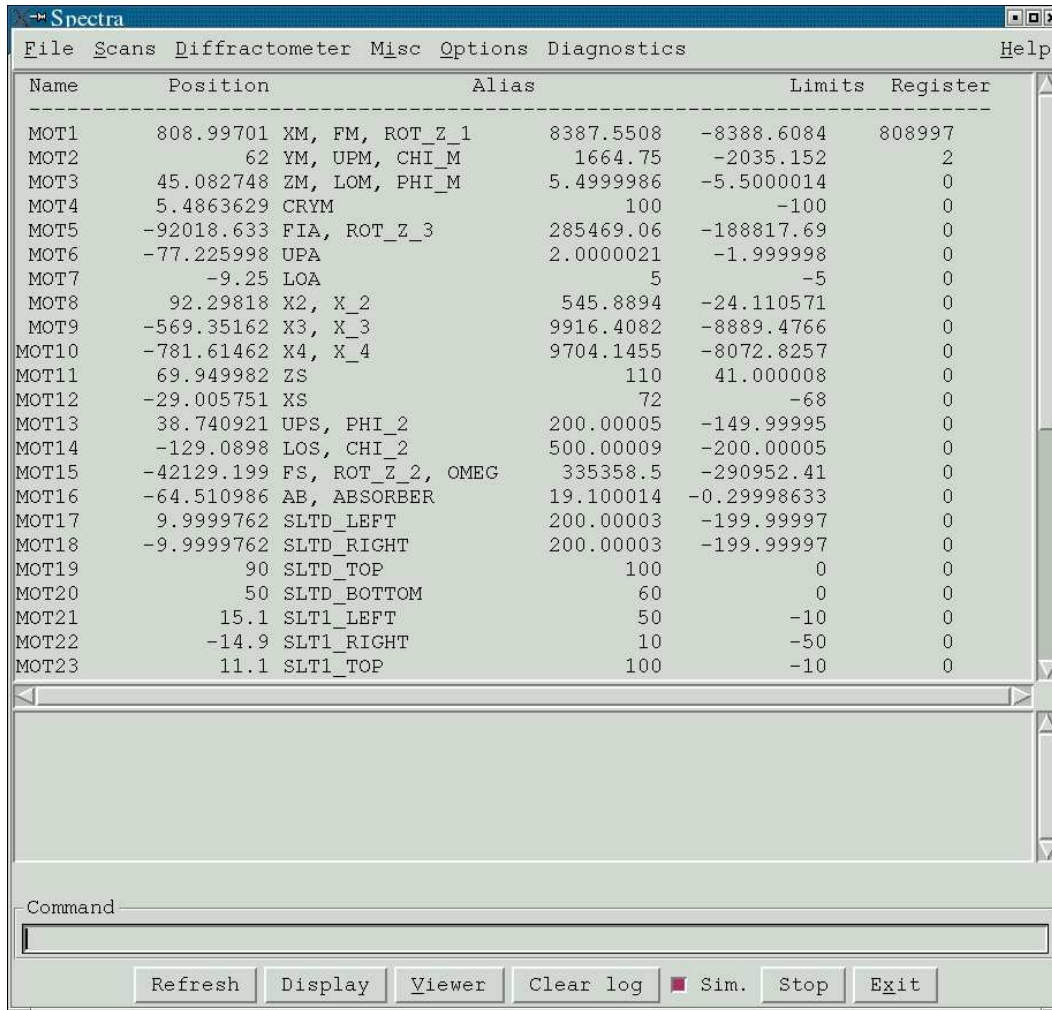 Spectra
File Scans Diffractometer Misc Options Diagnostics Help
Name Position Alias Limits Register
MOT1 808.99701 XM, FM, ROT_Z_1 8387.5508 -8388.6084 808997
MOT2 62 YM, UPM, CHI_M 1664.75 -2035.152 2
MOT3 45.082748 ZM, LOM, PHI_M 5.4999986 -5.5000014 0
MOT4 5.4863629 CRYM 100 -100 0
MOT5 -92018.633 FIA, ROT_Z_3 285469.06 -188817.69 0
MOT6 -77.225998 UPA 2.0000021 -1.999998 0
MOT7 -9.25 LOA 5 -5 0
MOT8 92.29818 X2, X_2 545.8894 -24.110571 0
MOT9 -569.35162 X3, X_3 9916.4082 -8889.4766 0
MOT10 -781.61462 X4, X_4 9704.1455 -8072.8257 0
MOT11 69.949982 ZS 110 41.000008 0
MOT12 -29.005751 XS 72 -68 0
MOT13 38.740921 UPS, PHI_2 200.00005 -149.99995 0
MOT14 -129.0898 LOS, CHI_2 500.00009 -200.00005 0
MOT15 -42129.199 FS, ROT_Z_2, OMEG 335358.5 -290952.41 0
MOT16 -64.510986 AB, ABSORBER 19.100014 -0.29998633 0
MOT17 9.9999762 SLTD_LEFT 200.00003 -199.99997 0
MOT18 -9.9999762 SLTD_RIGHT 200.00003 -199.99997 0
MOT19 90 SLTD_TOP 100 0 0
MOT20 50 SLTD_BOTTOM 60 0 0
MOT21 15.1 SLT1_LEFT 50 -10 0
MOT22 -14.9 SLT1_RIGHT 10 -50 0
MOT23 11.1 SLT1_TOP 100 -10 0
Command
Refresh Display Viewer Clear log Sim. Stop Exit